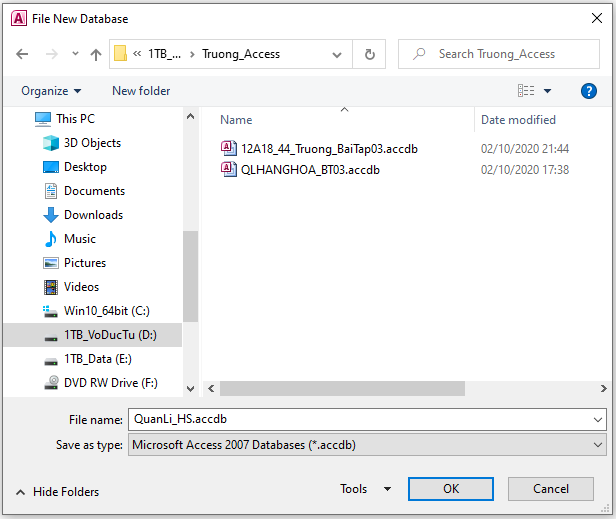 File New Database
« 1TB_... › Truong_Access
Search Truong_Access
Organize
New folder
?
This PC
3D Objects
Desktop
Documents
Downloads
Music
Pictures
Videos
Win10_64bit (C:)
1TB_VoDucTu (D:)
1TB_Data (E:)
DVD RW Drive (F:)
Name Date modified
12A18_44_Truong_BaiTap03.accdb 02/10/2020 21:44
QLHANGHOA_BT03.accdb 02/10/2020 17:38
File name: QuanLi_HS.accdb
Save as type: Microsoft Access 2007 Databases (*.accdb)
Hide Folders
Tools
OK
Cancel